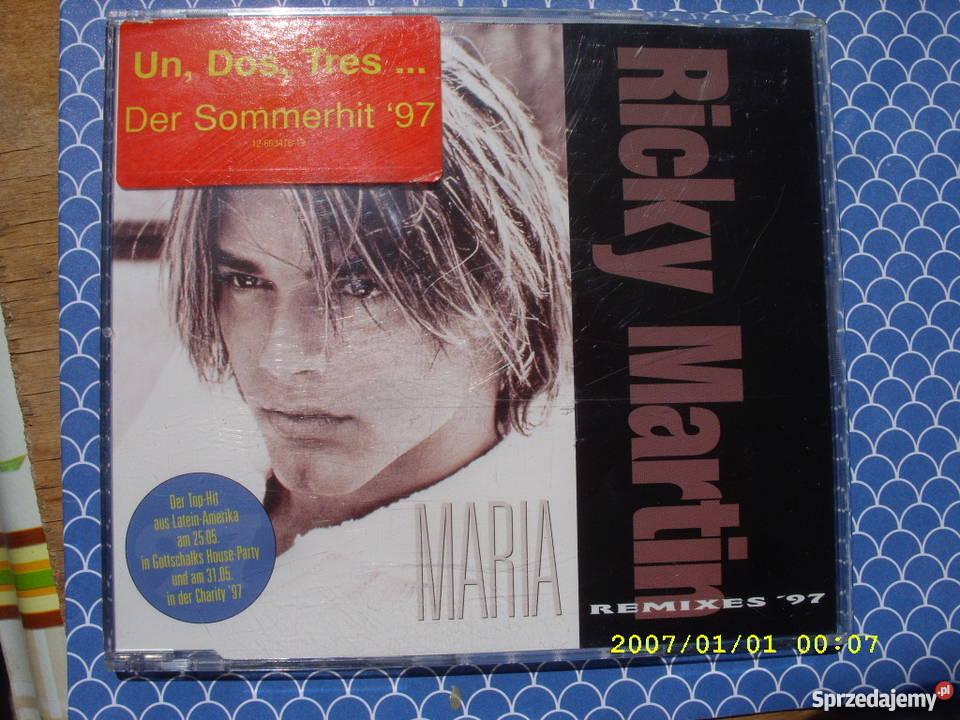 Un, Dos, Tres ...
Der Sommerhit ‘97
Ricky Martin
MARIA
REMIXES ´97
Der Top-Hit
aus Latein-Amerika
am 25.05.
in Gottschalks House-Party
und am 31.05.
in der Charity ’97
2007/01/01 00:07
Sprzedajemy.pl